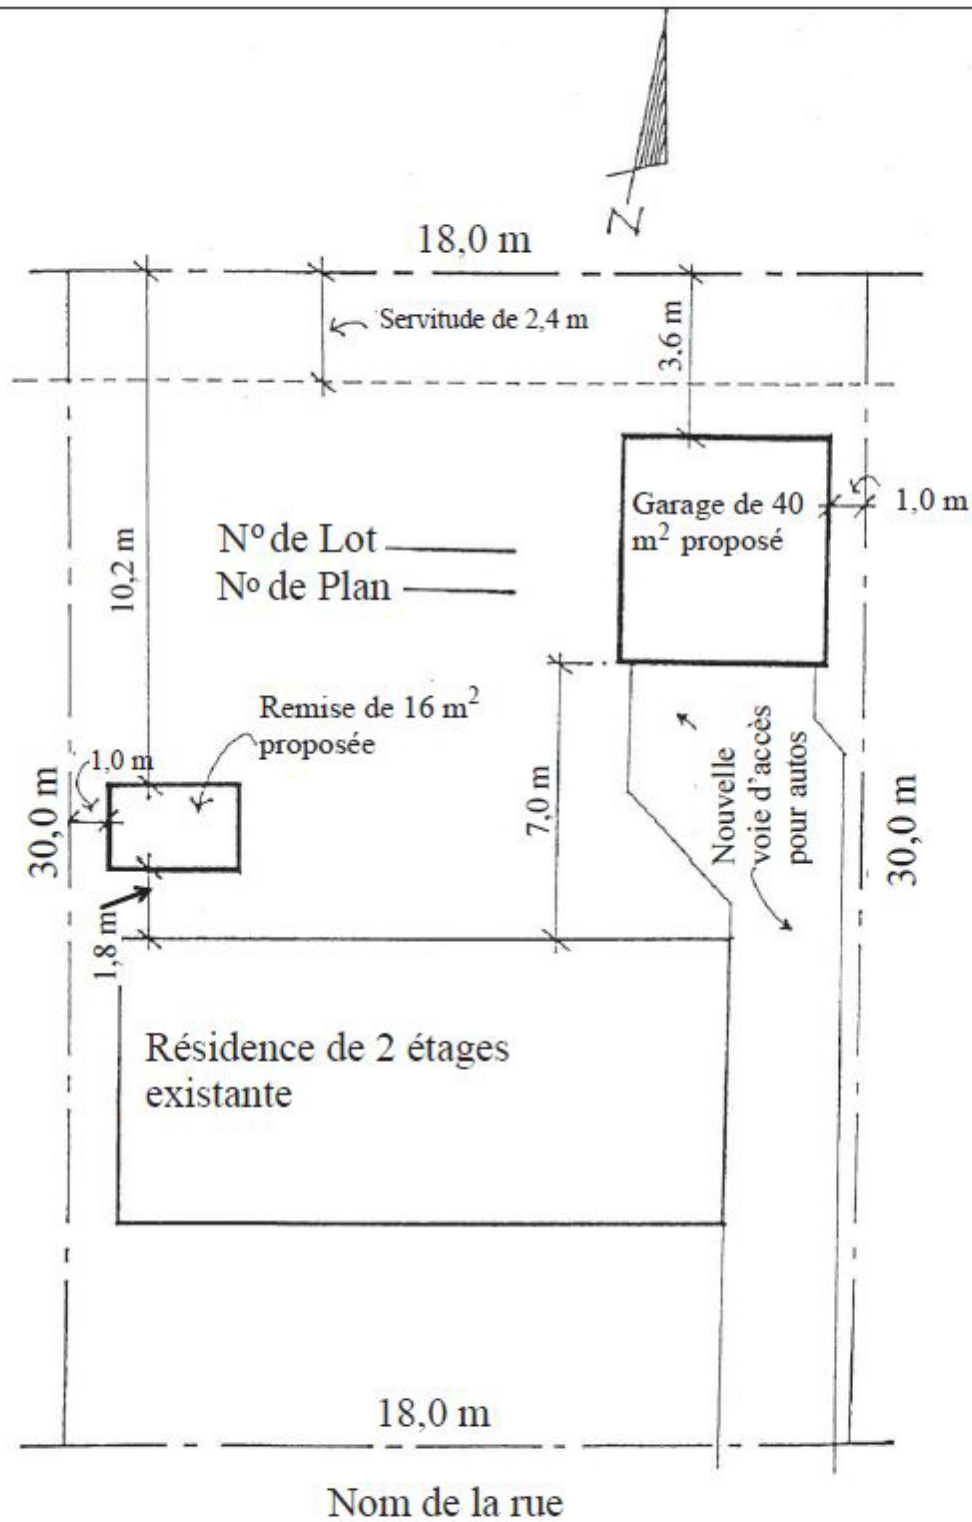 N
18,0 m
Servitude de 2,4 m
3.6 m
Garage de 40
m² proposé
1,0 m
10,2 m
Nº de Lot
Nº de Plan
Remise de 16 m²
proposée
1,0 m
30,0 m
7,0 m
Nouvelle
voie d'accès
pour autos
30,0 m
1,8 m
Résidence de 2 étages
existante
18,0 m
Nom de la rue